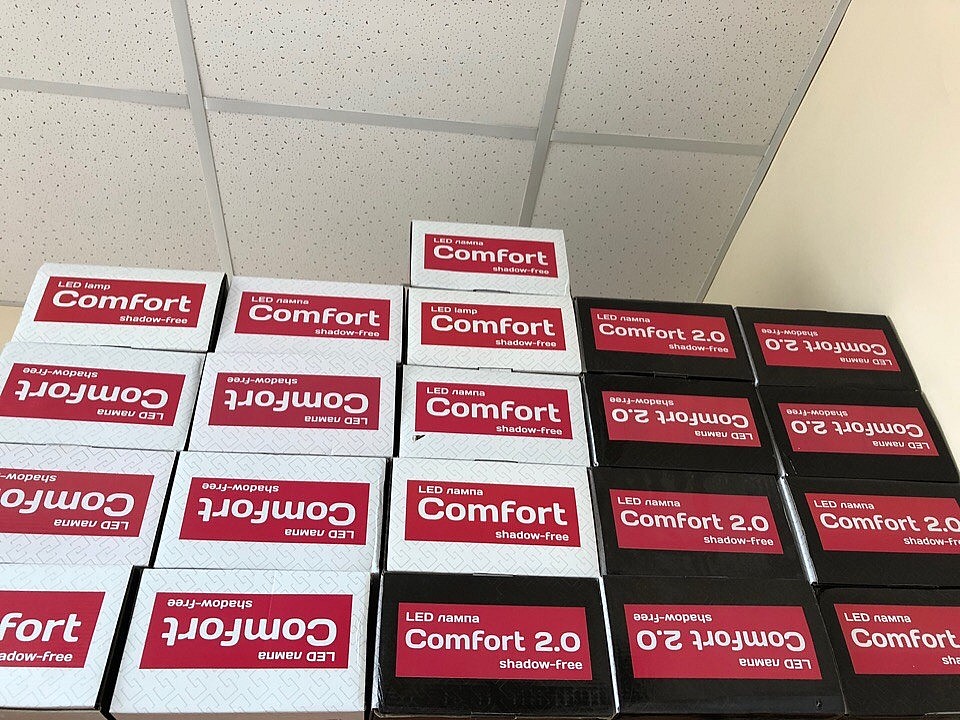 LED лампа
Comfort
shadow-free
LED lamp
Comfort
shadow-free
LED лампа
Comfort
shadow-free
LED lamp
Comfort
shadow-free
LED лампа
Comfort 2.0
shadow-free
LED лампа
Comfort 2.0
shadow-free
LED лампа
Comfort
shadow-free
LED лампа
Comfort
shadow-free
LED лампа
Comfort
shadow-free
LED лампа
Comfort 2.0
shadow-free
LED лампа
Comfort 2.0
shadow-free
LED лампа
Comfort
shadow-free
LED лампа
Comfort
shadow-free
LED лампа
Comfort
shadow-free
LED лампа
Comfort 2.0
shadow-free
LED лампа
Comfort 2.0
shadow-free
fort
adow-free
LED лампа
Comfort
shadow-free
LED лампа
Comfort 2.0
shadow-free
LED лампа
Comfort 2.0
shadow-free
LED лампа
Comfort
sha